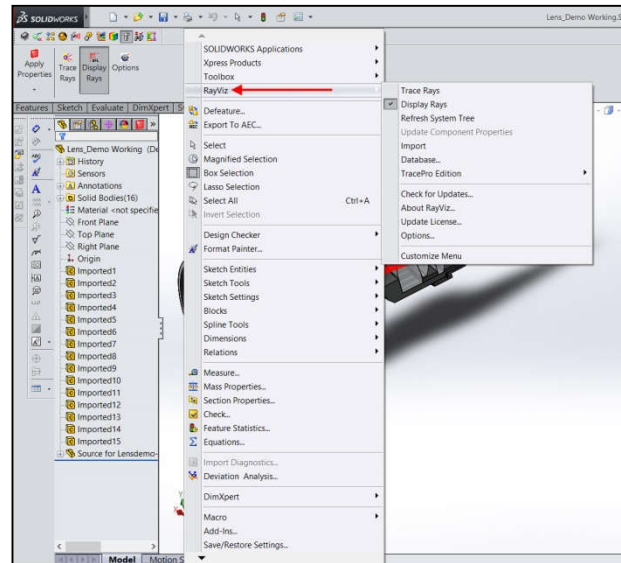 SOLIDWORKS
Lens_Demo Working.S
Apply Properties
Trace Rays
Display Rays
Options
Features
Sketch
Evaluate
DimXpert
Lens_Demo Working (De
History
Sensors
Annotations
Solid Bodies(16)
Material <not specifie
Front Plane
Top Plane
Right Plane
Origin
Imported1
Imported2
Imported3
Imported4
Imported5
Imported6
Imported7
Imported8
Imported9
Imported10
Imported11
Imported12
Imported13
Imported14
Imported15
Source for Lensdemo-
SOLIDWORKS Applications
Xpress Products
Toolbox
RayViz
Defeature...
Export To AEC...
Select
Magnified Selection
Box Selection
Lasso Selection
Select All Ctrl+A
Invert Selection
Design Checker
Format Painter...
Sketch Entities
Sketch Tools
Sketch Settings
Blocks
Spline Tools
Dimensions
Relations
Measure...
Mass Properties...
Section Properties...
Check...
Feature Statistics...
Equations...
Import Diagnostics...
Deviation Analysis...
DimXpert
Macro
Add-Ins...
Save/Restore Settings...
Trace Rays
Display Rays
Refresh System Tree
Update Component Properties
Import
Database...
TracePro Edition
Check for Updates...
About RayViz...
Update License...
Options...
Customize Menu
Model
Motion S